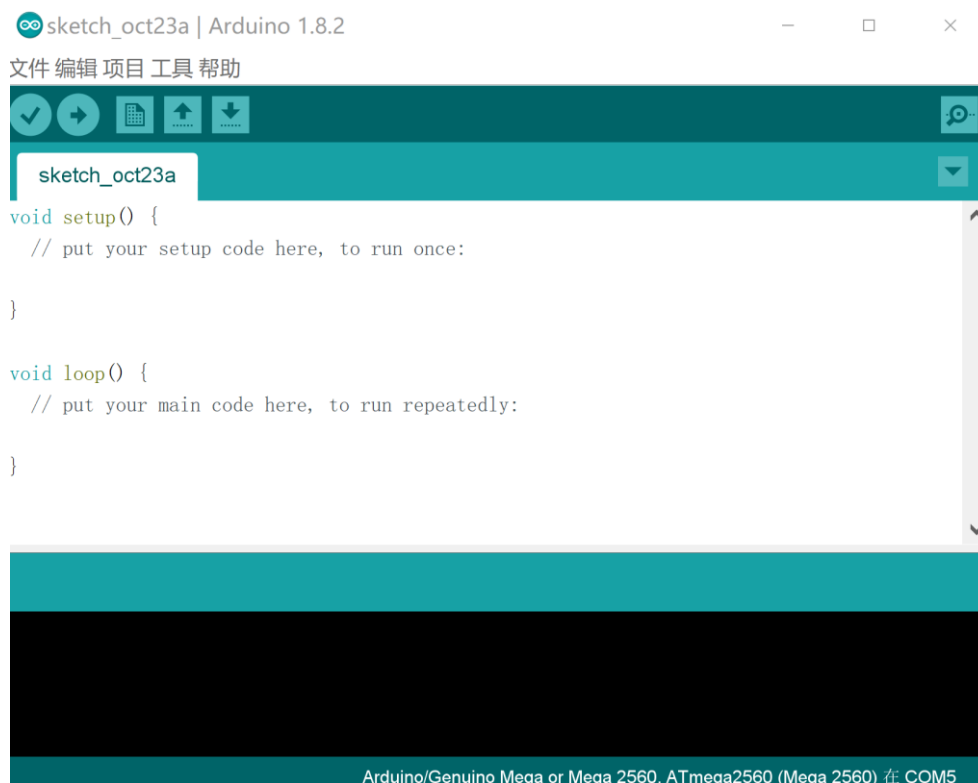 sketch_oct23a | Arduino 1.8.2
文件 编辑 项目 工具 帮助
sketch_oct23a
void setup() {
  // put your setup code here, to run once:
}
void loop() {
  // put your main code here, to run repeatedly:
}
Arduino/Genuino Mega or Mega 2560, ATmega2560 (Mega 2560) 在 COM5